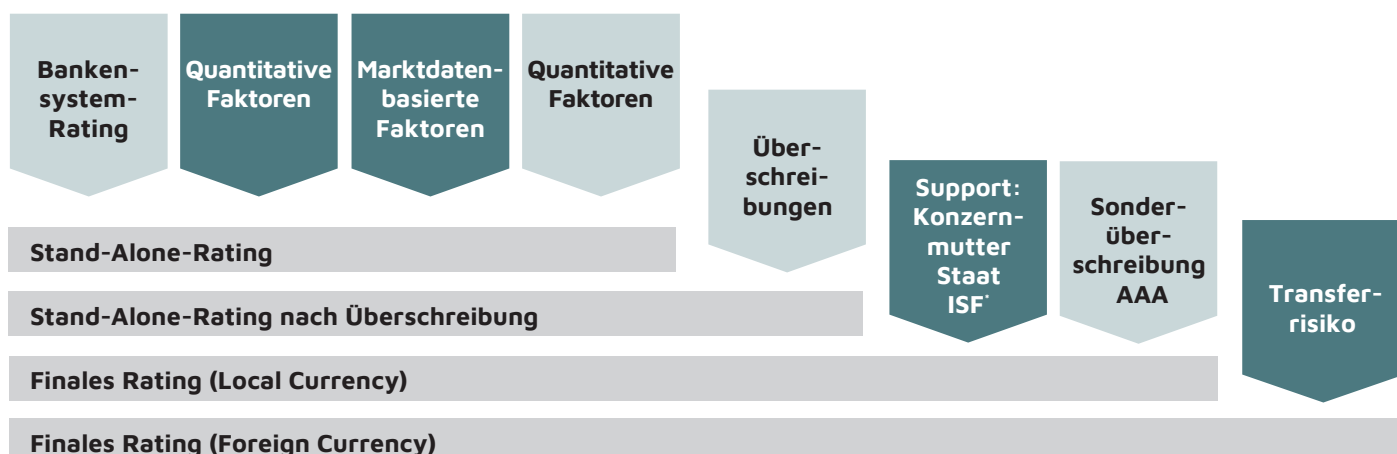 Banken-
system-
Rating
Quantitative
Faktoren
Marktdaten-
basierte
Faktoren
Quantitative
Faktoren
Über-
schrei-
bungen
Support:
Konzern-
mutter
Staat
ISF*
Sonder-
über-
schreibung
AAA
Transfer-
risiko
Stand-Alone-Rating
Stand-Alone-Rating nach Überschreibung
Finales Rating (Local Currency)
Finales Rating (Foreign Currency)